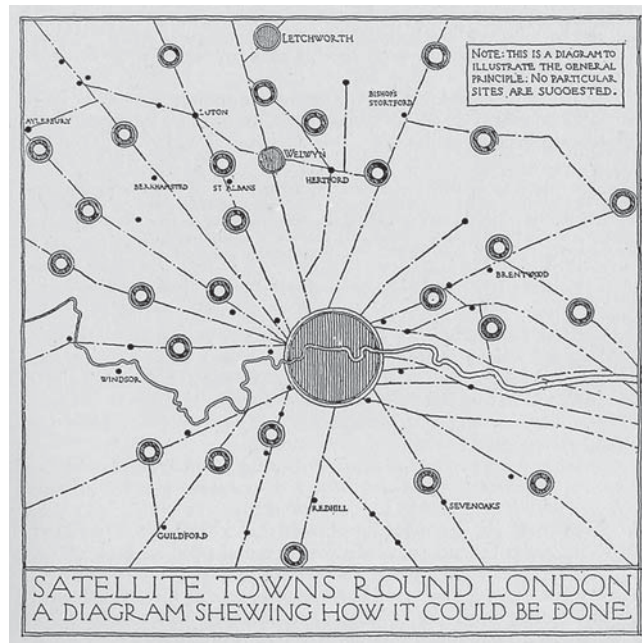 LETCHWORTH
NOTE: THIS IS A DIAGRAM TO
ILLUSTRATE THE GENERAL
PRINCIPLE: NO PARTICULAR
SITES ARE SUGGESTED.
BISHOP'S
STORTFORD
LUTON
AYLESBURY
WELWYN
HERTFORD
BERKHAMSTED
ST ALBANS
BRENTWOOD
WINDSOR
REDHILL
SEVENOAKS
GUILDFORD
SATELLITE TOWNS ROUND LONDON
A DIAGRAM SHEWING HOW IT COULD BE DONE.